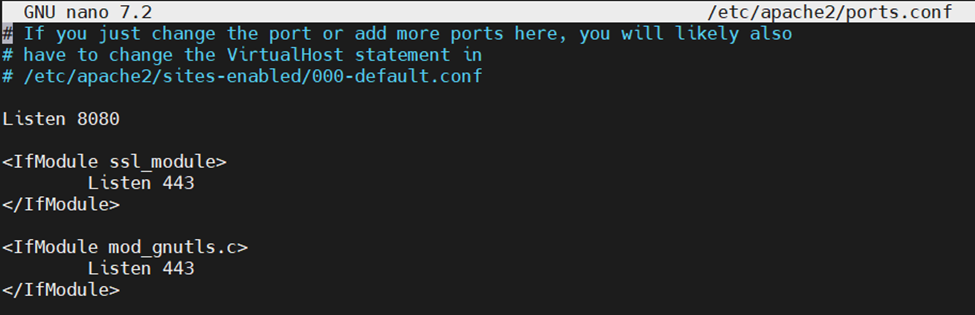 GNU nano 7.2 /etc/apache2/ports.conf
# If you just change the port or add more ports here, you will likely also
# have to change the VirtualHost statement in
# /etc/apache2/sites-enabled/000-default.conf
Listen 8080
<IfModule ssl_module>
Listen 443
</IfModule>
<IfModule mod_gnutls.c>
Listen 443
</IfModule>